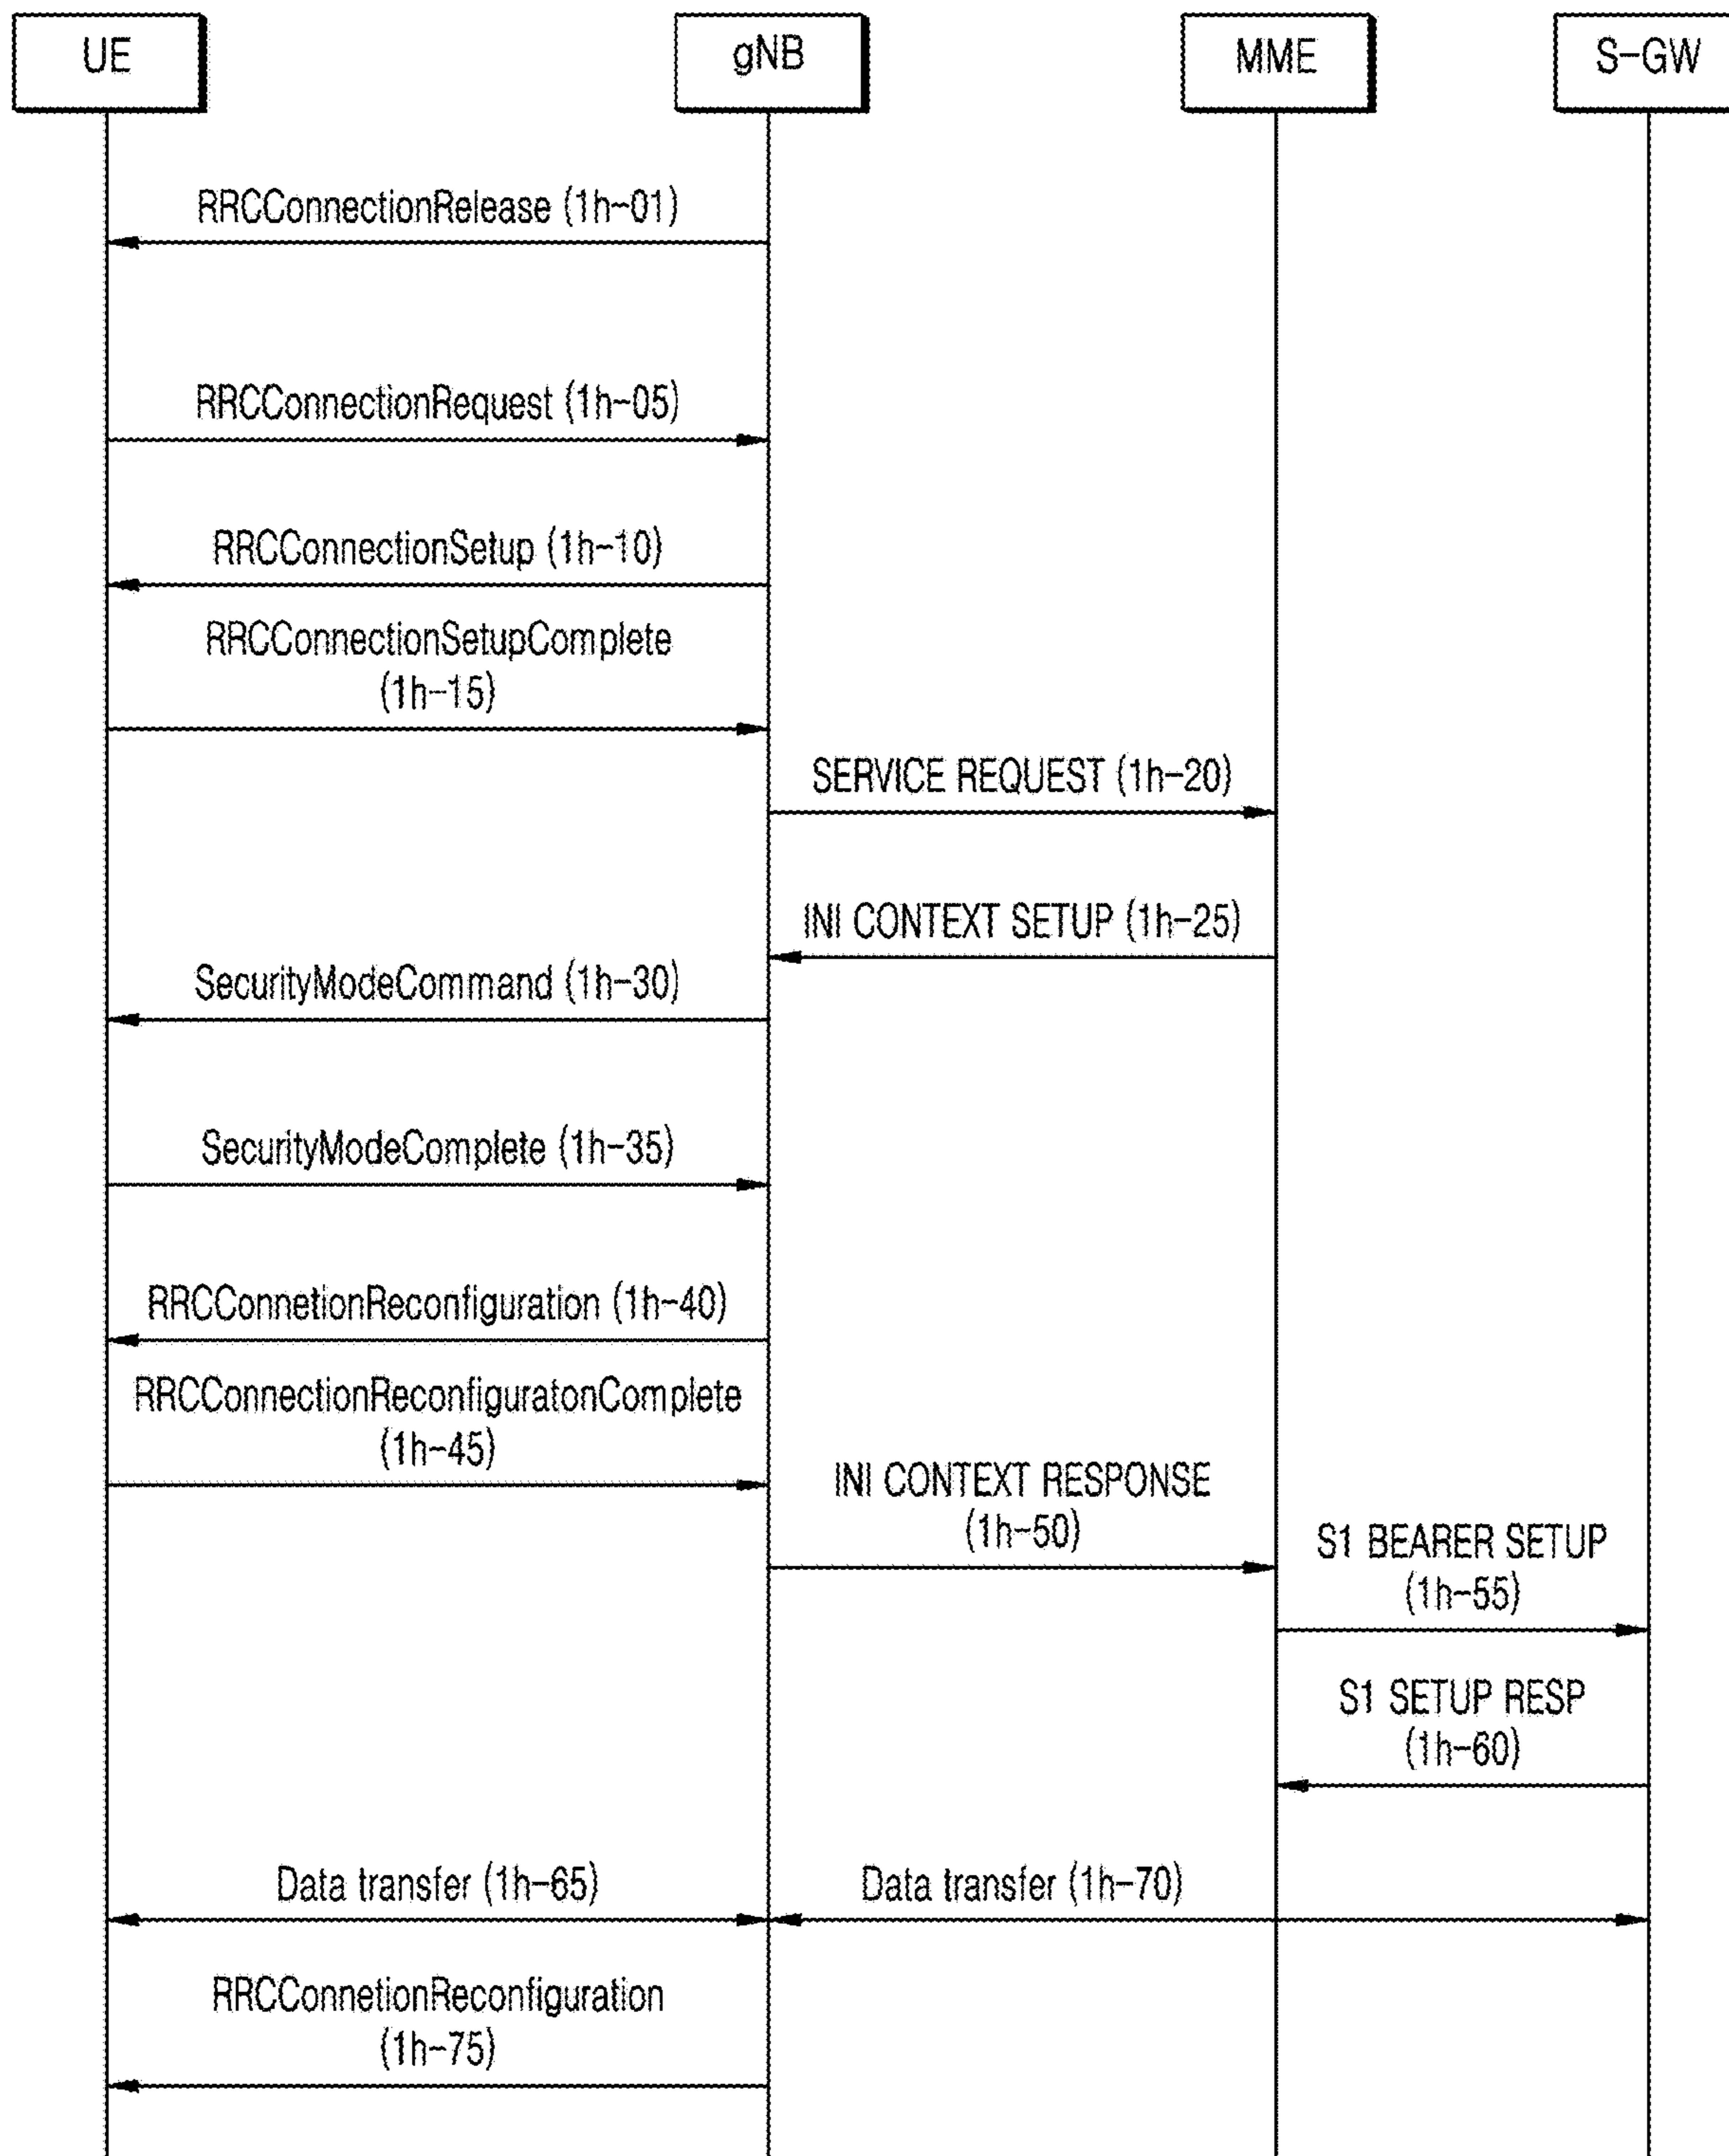 UE
gNB
MME
S-GW
RRCConnectionRelease (1h-01)
RRCConnectionRequest (1h-05)
RRCConnectionSetup (1h-10)
RRCConnectionSetupComplete
(1h-15)
SERVICE REQUEST (1h-20)
INI CONTEXT SETUP (1h-25)
SecurityModeCommand (1h-30)
SecurityModeComplete (1h-35)
RRCConnetionReconfiguration (1h-40)
RRCConnectionReconfiguratonComplete
(1h-45)
INI CONTEXT RESPONSE
(1h-50)
S1 BEARER SETUP
(1h-55)
S1 SETUP RESP
(1h-60)
Data transfer (1h-65)
Data transfer (1h-70)
RRCConnetionReconfiguration
(1h-75)